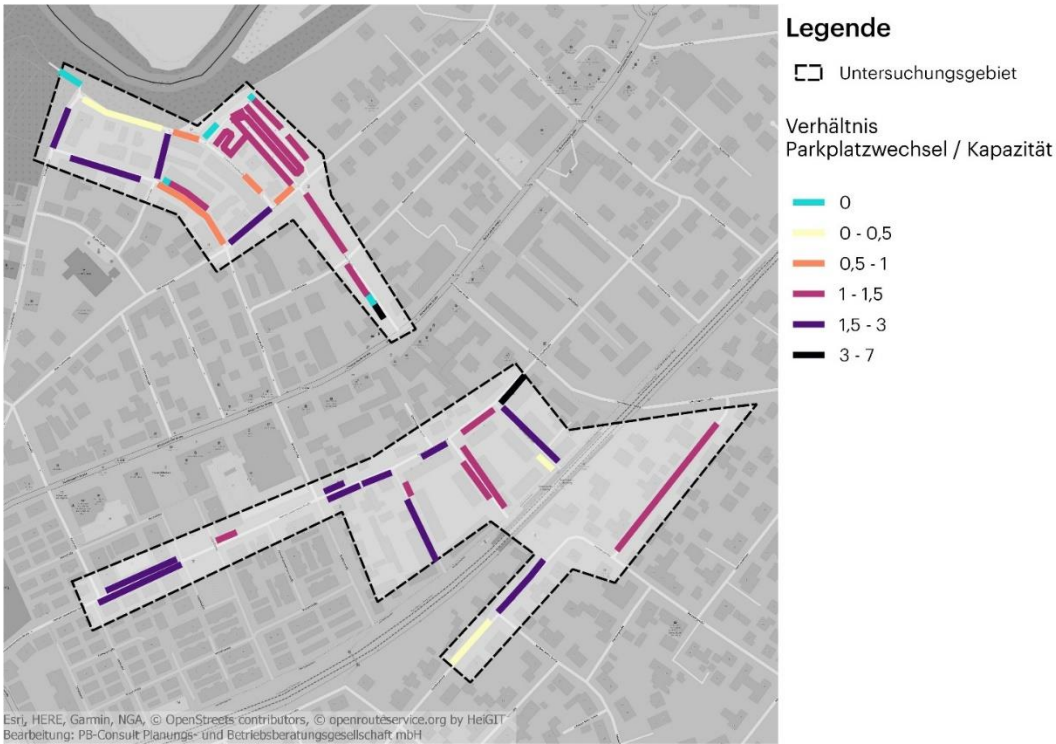 Legende
Untersuchungsgebiet
Verhältnis
Parkplatzwechsel / Kapazität
0
0 - 0,5
0,5 - 1
1 - 1,5
1,5 - 3
3 - 7
Esri, HERE, Garmin, NGA, © OpenStreets contributors, © openrouteservice.org by HeiGIT
Bearbeitung: PB-Consult Planungs- und Betriebsberatungsgesellschaft mbH